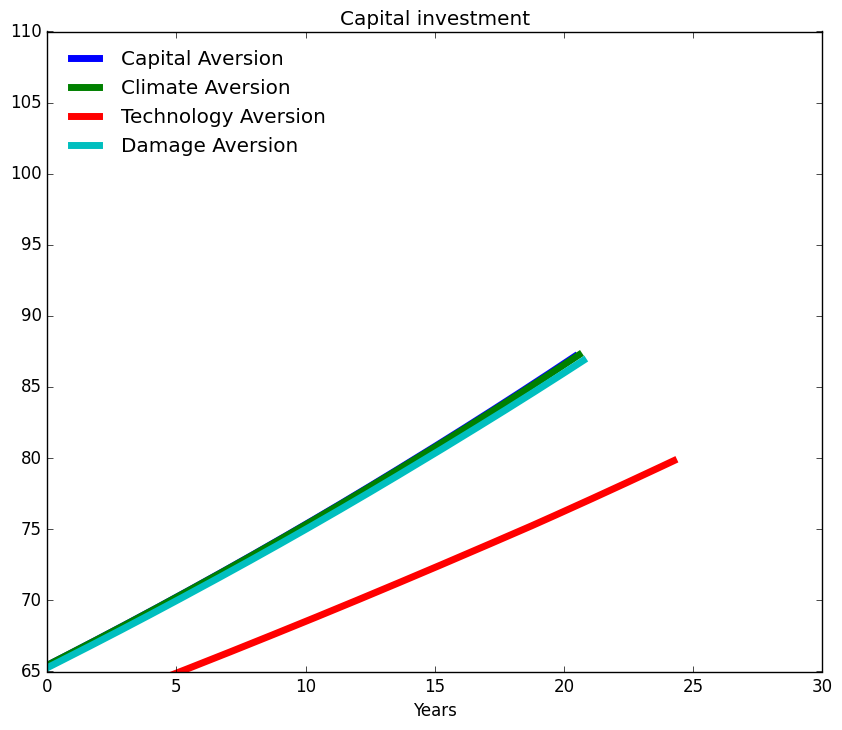 Capital investment
110
105
100
95
90
85
80
75
70
65
Capital Aversion
Climate Aversion
Technology Aversion
Damage Aversion
0 5 10 15 20 25 30
Years